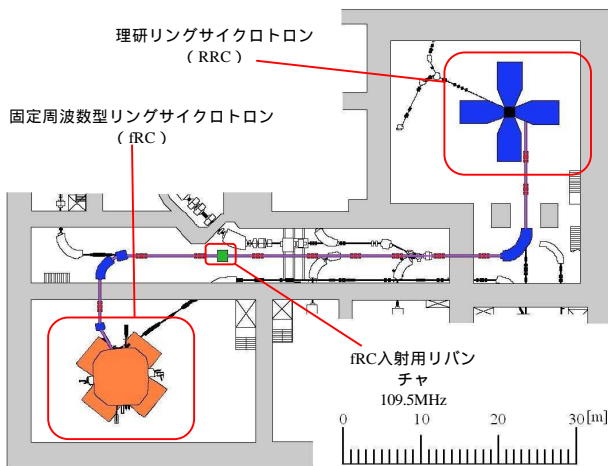 理研リングサイクロトロン
（RRC）
固定周波数型リングサイクロトロン
（fRC）
fRC入射用リバン
チャ
109.5MHz
0 10 20 30 [m]